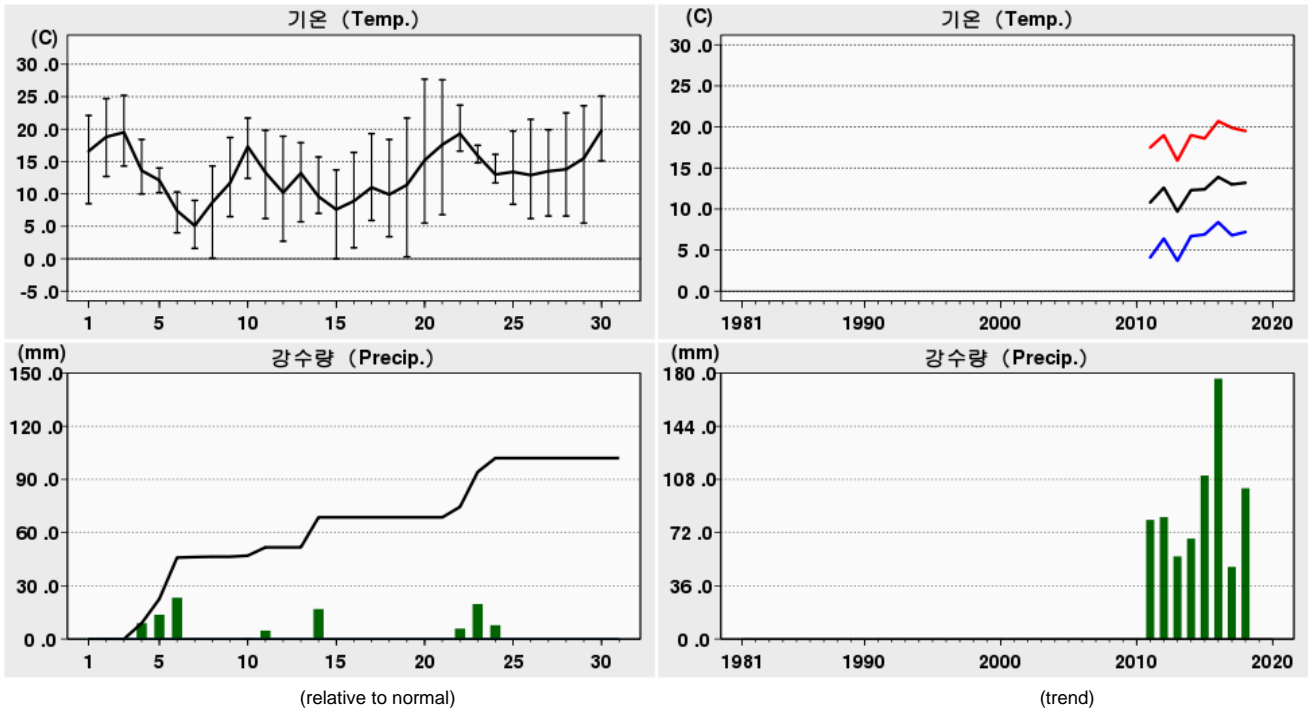 기온 (Temp.)
(C)
30 .0
25 .0
20 .0
15 .0
10 .0
5 .0
0 .0
-5 .0
1 5 10 15 20 25 30
기온 (Temp.)
(C)
30 .0
25 .0
20 .0
15 .0
10 .0
5 .0
0 .0
1981 1990 2000 2010 2020
강수량 (Precip.)
(mm)
150 .0
120 .0
90 .0
60 .0
30 .0
0 .0
1 5 10 15 20 25 30
(relative to normal)
강수량 (Precip.)
(mm)
180 .0
144 .0
108 .0
72 .0
36 .0
0 .0
1981 1990 2000 2010 2020
(trend)